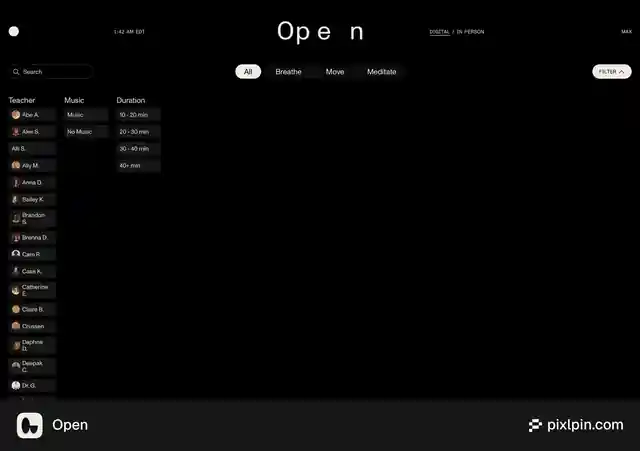 1:42 AM EDT
Open
DIGITAL / IN PERSON
MAX
Search
All
Breathe
Move
Meditate
FILTER
Teacher
Music
Duration
Abe A.
Music
10 - 20 min
Alex S.
No Music
20 - 30 min
Alli S.
30 - 40 min
Ally M.
40+ min
Anna D.
Bailey K.
Brandon
S.
Brenna D.
Cam R.
Cass K.
Catherine
E.
Claire B.
Crussen
Daphne
D.
Deepak
C.
Dr. G.
Open
pixlpin.com